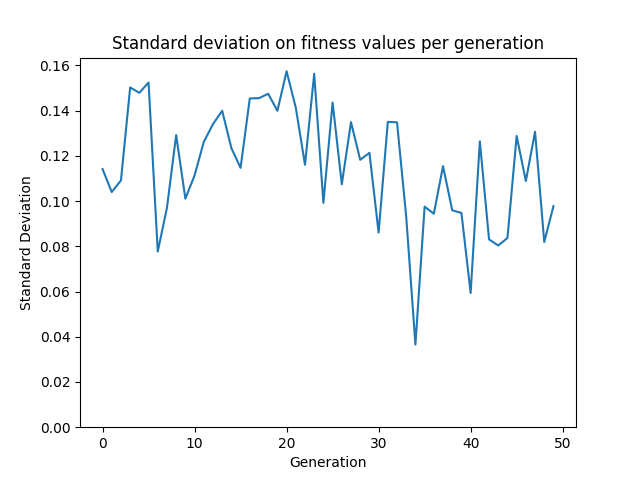 Standard deviation on fitness values per generation
0.16
0.14
0.12
0.10
0.08
0.06
0.04
0.02
0.00
Standard Deviation
0 10 20 30 40 50
Generation